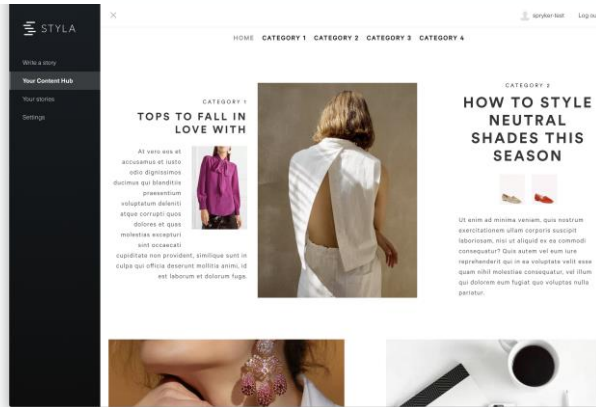 STYLA
Write a story
Your Content Hub
Your stories
Settings
spryker-test Log ou
HOME CATEGORY 1 CATEGORY 2 CATEGORY 3 CATEGORY 4
CATEGORY 1
TOPS TO FALL IN
LOVE WITH
At vero eos et
accusamus et iusto
odio dignissimos
ducimus qui blanditiis
praesentium
voluptatum deleniti
atque corrupti quos
dolores et quas
molestias excepturi
sint occaecati
cupiditate non provident, similique sunt in
culpa qui officia deserunt mollitia animi, id
est laborum et dolorum fuga.
CATEGORY 2
HOW TO STYLE
NEUTRAL
SHADES THIS
SEASON
Ut enim ad minima veniam, quis nostrum
exercitationem ullam corporis suscipit
laboriosam, nisi ut aliquid ex ea commodi
consequatur? Quis autem vel eum iure
reprehenderit qui in ea voluptate velit esse
quam nihil molestiae consequatur, vel illum
qui dolorem eum fugiat quo voluptas nulla
pariatur.